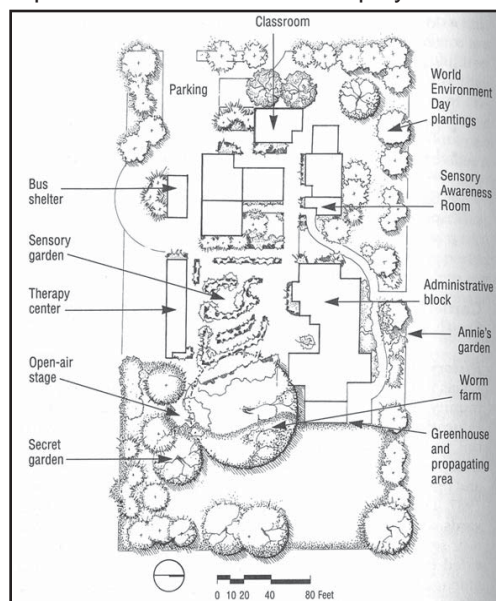 Classroom
Parking
World
Environment
Day
plantings
Bus
shelter
Sensory
Awareness
Room
Sensory
garden
Therapy
center
Administrative
block
Annie's
garden
Open-air
stage
Worm
farm
Secret
garden
Greenhouse
and
propagating
area
0 10 20 40 80 Feet